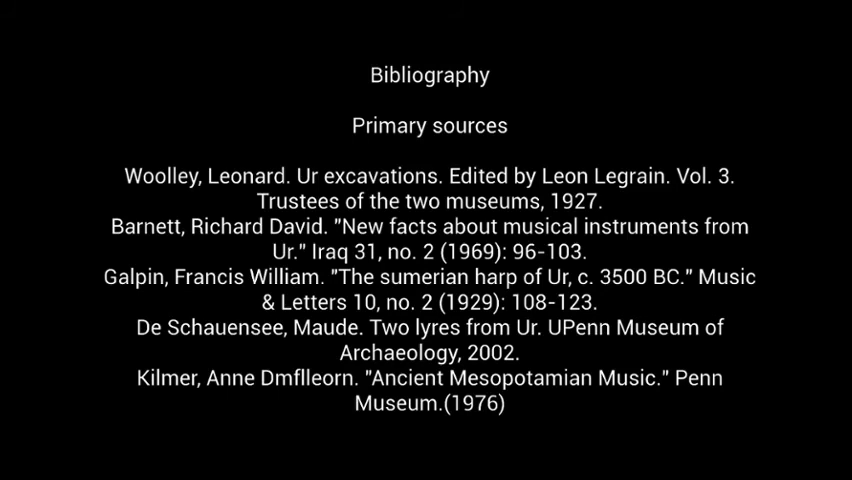 Bibliography
Primary sources
Woolley, Leonard. Ur excavations. Edited by Leon Legrain. Vol. 3.
Trustees of the two museums, 1927.
Barnett, Richard David. "New facts about musical instruments from
Ur." Iraq 31, no. 2 (1969): 96-103.
Galpin, Francis William. "The sumerian harp of Ur, c. 3500 BC." Music
& Letters 10, no. 2 (1929): 108-123.
De Schauensee, Maude. Two lyres from Ur. UPenn Museum of
Archaeology, 2002.
Kilmer, Anne Dmflleorn. "Ancient Mesopotamian Music." Penn
Museum.(1976)